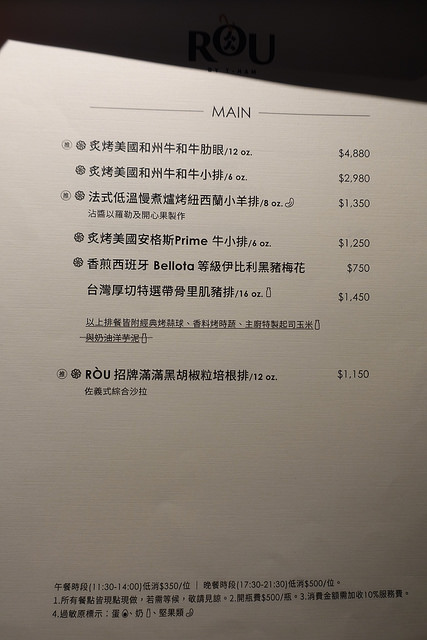 RÒU
MAIN
推 炙烤美國和州牛和牛肋眼/12 oz. $4,880
炙烤美國和州牛和牛小排/6 oz. $2,980
推 法式低溫慢煮爐烤紐西蘭小羊排/8 oz. $1,350
沾醬以羅勒及開心果製作
炙烤美國安格斯Prime 牛小排/6 oz. $1,250
香煎西班牙 Bellota 等級伊比利黑豬梅花 $750
台灣厚切特選帶骨里肌豬排/16 oz. $1,450
以上排餐皆附經典烤蒜球、香料烤時蔬、主廚特製起司玉米
與奶油洋芋泥
推 RÒU 招牌滿滿黑胡椒粒培根排/12 oz. $1,150
佐義式綜合沙拉
午餐時段(11:30-14:00)低消$350/位 | 晚餐時段(17:30-21:30)低消$500/位。
1.所有餐點皆現點現做，若需等候，敬請見諒。2.開瓶費$500/瓶。3.消費金額需加收10%服務費。
4.過敏原標示：蛋、奶、堅果類